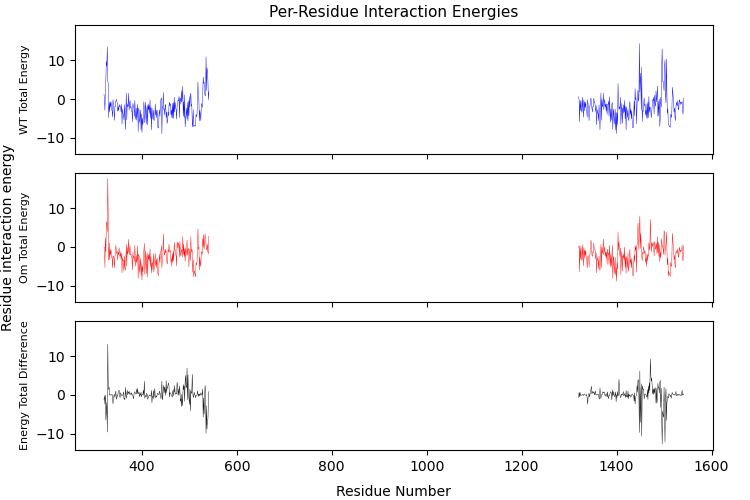 Per-Residue Interaction Energies
10
0
−10
WT Total Energy
10
0
−10
Om Total Energy
Residue interaction energy
10
0
−10
Energy Total Difference
400 600 800 1000 1200 1400 1600
Residue Number